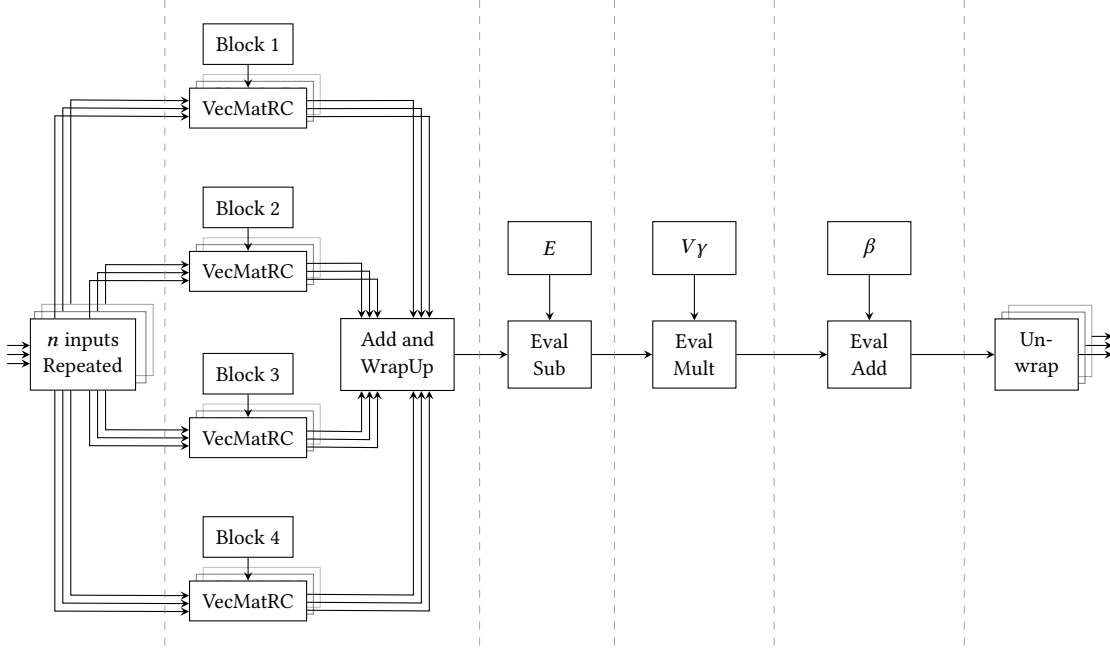 Block 1
VecMatRC
Block 2
VecMatRC
n inputs
Repeated
Block 3
VecMatRC
Block 4
VecMatRC
Add and
WrapUp
E
Eval
Sub
Vγ
Eval
Mult
β
Eval
Add
Un-
wrap